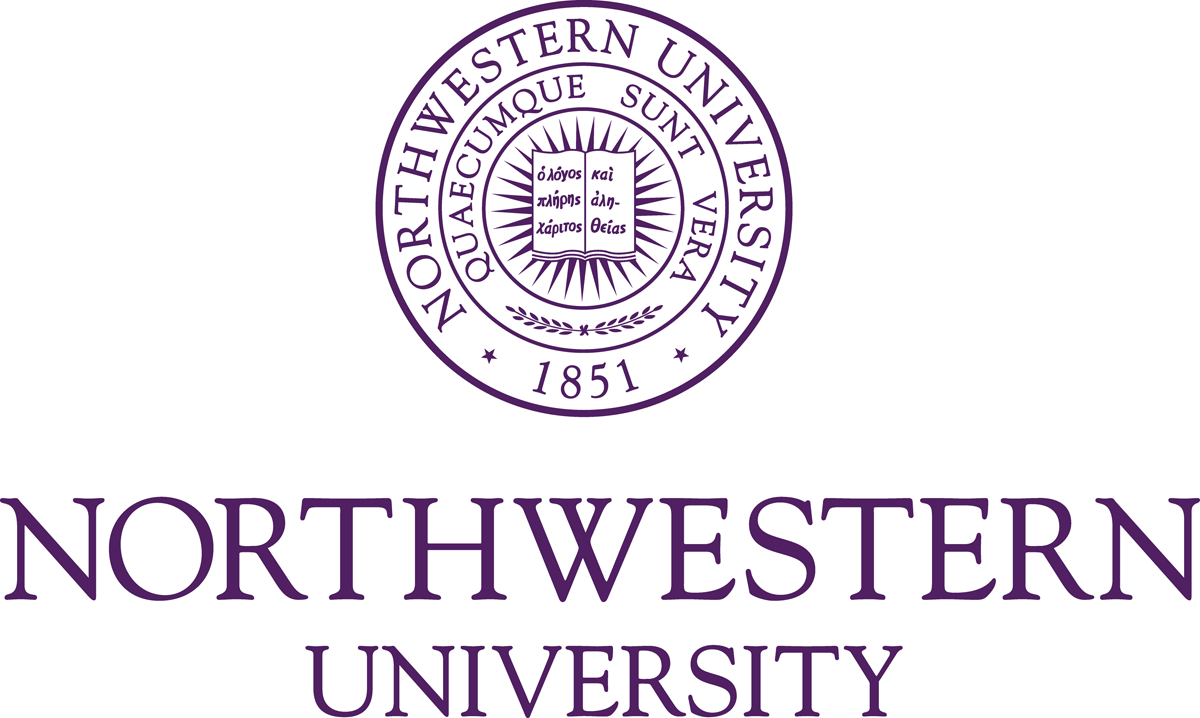 NORTHWESTERN UNIVERSITY
QUAECUMQUE SUNT VERA
ὁ λόγος
πλήρης
χάριτος
καὶ
ἀλη-
θείας
1851
NORTHWESTERN
UNIVERSITY